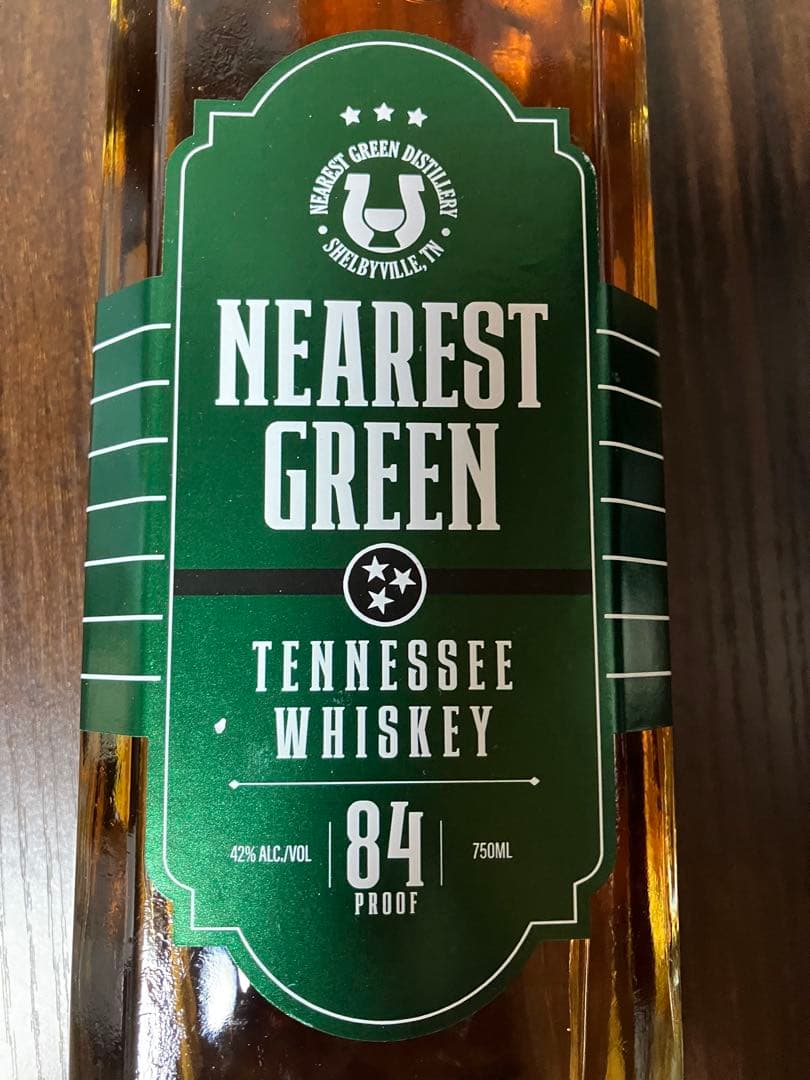 NEAREST GREEN DISTILLERY
• SHELBYVILLE, TN •
NEAREST
GREEN
TENNESSEE
WHISKEY
42% ALC./VOL
84
PROOF
750ML